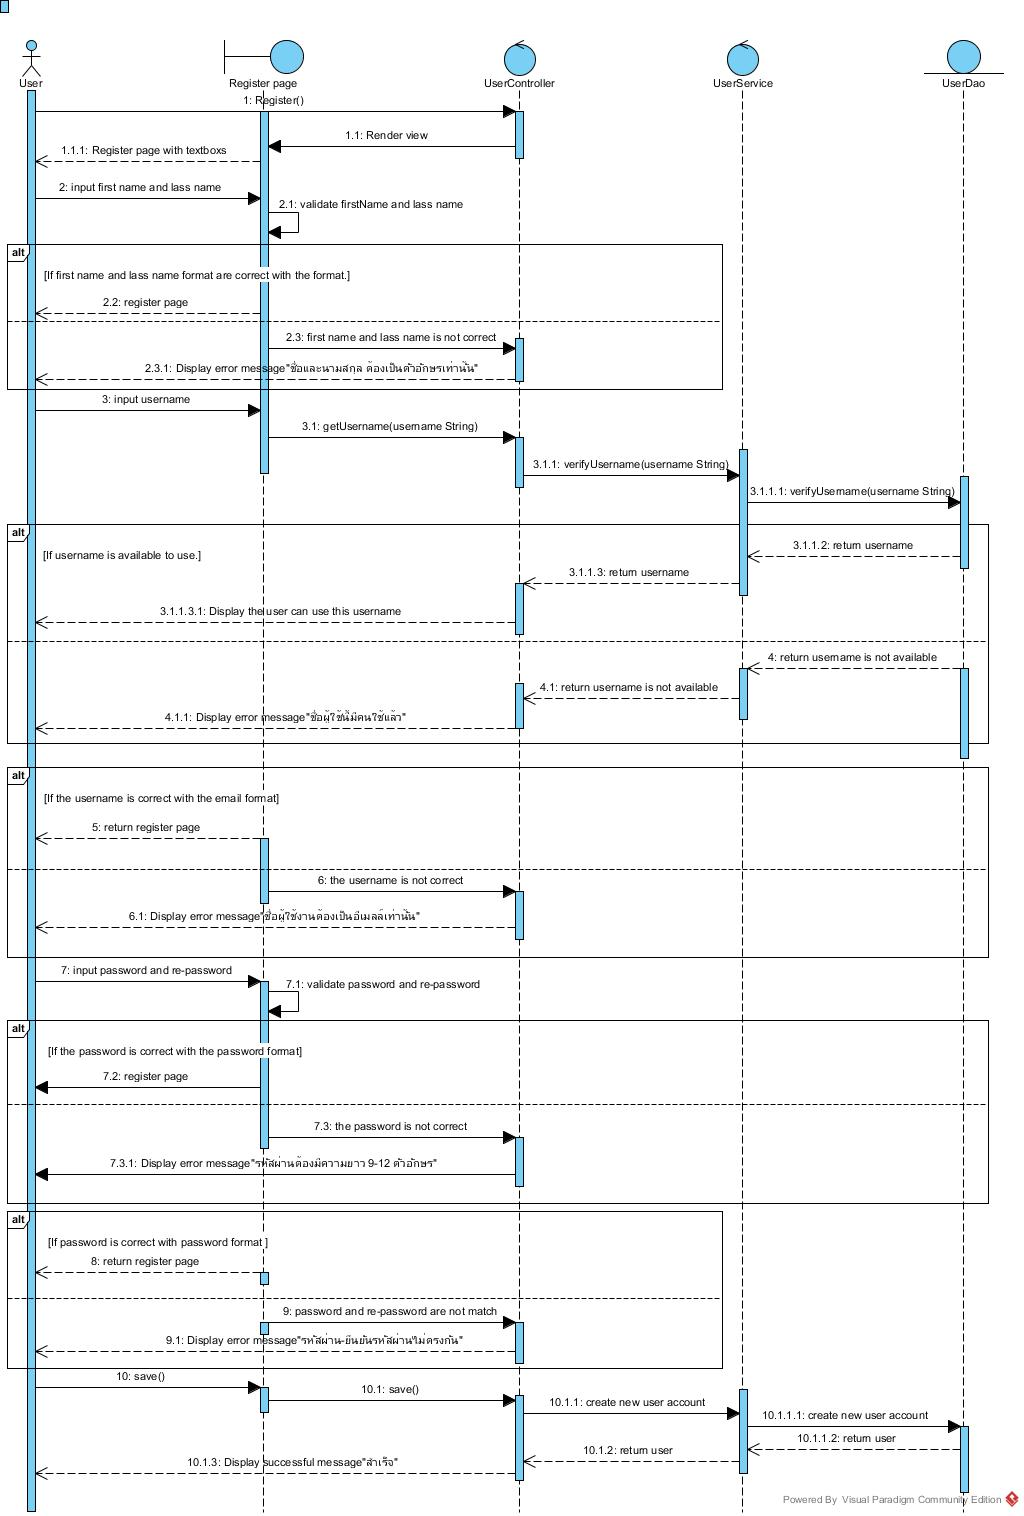 User
Register page
UserController
UserService
UserDao
1: Register()
1.1: Render view
1.1.1: Register page with textboxs
2: input first name and lass name
2.1: validate firstName and lass name
alt
[If first name and lass name format are correct with the format.]
2.2: register page
2.3: first name and lass name is not correct
2.3.1: Display error message"ชื่อและนามสกุล ต้องเป็นตัวอักษรเท่านั้น"
3: input username
3.1: getUsername(username String)
3.1.1: verifyUsername(username String)
3.1.1.1: verifyUsername(username String)
alt
[If username is available to use.]
3.1.1.2: return username
3.1.1.3: return username
3.1.1.3.1: Display the user can use this username
4: return username is not available
4.1: return username is not available
4.1.1: Display error message"ชื่อผู้ใช้นี้มีคนใช้แล้ว"
alt
[If the username is correct with the email format]
5: return register page
6: the username is not correct
6.1: Display error message"ชื่อผู้ใช้งานต้องเป็นอีเมลล์เท่านั้น"
7: input password and re-password
7.1: validate password and re-password
alt
[If the password is correct with the password format]
7.2: register page
7.3: the password is not correct
7.3.1: Display error message"รหัสผ่านต้องมีความยาว 9-12 ตัวอักษร"
alt
[If password is correct with password format ]
8: return register page
9: password and re-password are not match
9.1: Display error message"รหัสผ่าน-ยืนยันรหัสผ่าน"ไม่ตรงกัน"
10: save()
10.1: save()
10.1.1: create new user account
10.1.1.1: create new user account
10.1.1.2: return user
10.1.2: return user
10.1.3: Display successful message"สำเร็จ"
Powered By Visual Paradigm Community Edition